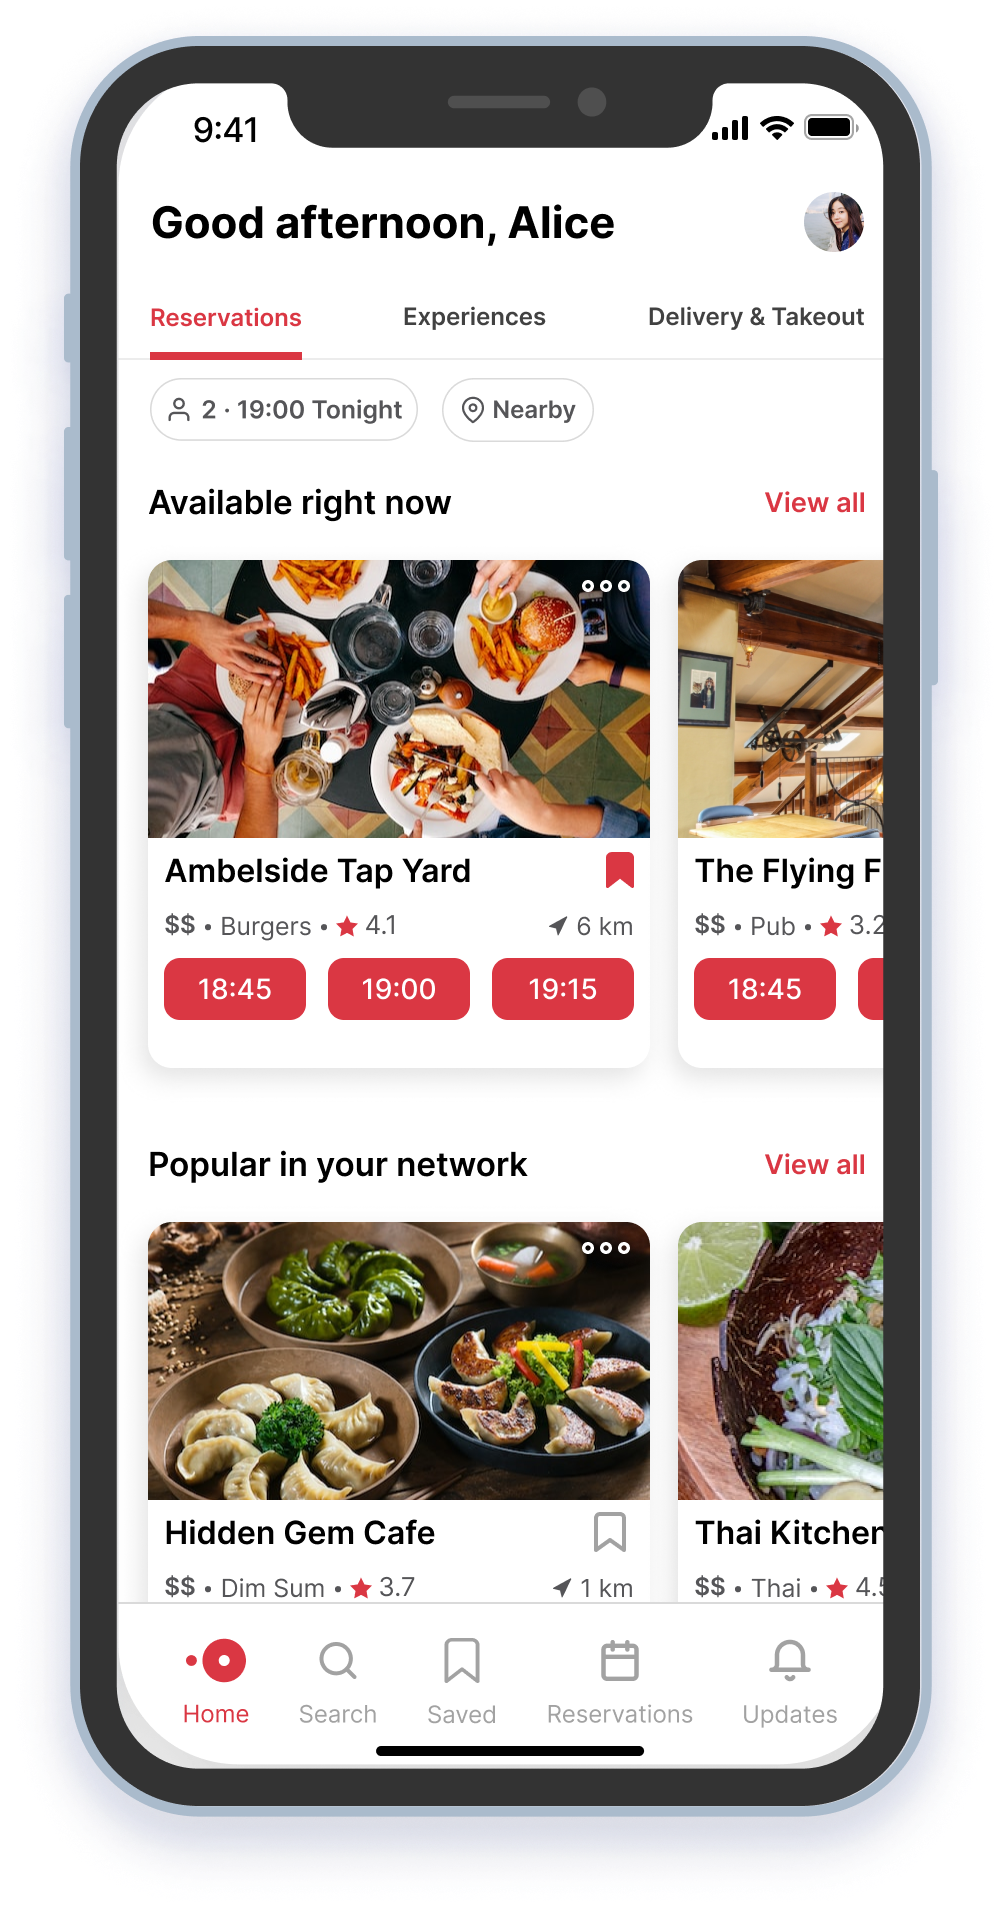 9:41
Good afternoon, Alice
Reservations Experiences Delivery & Takeout
2 · 19:00 Tonight Nearby
Available right now View all
Ambelside Tap Yard The Flying F
$$ • Burgers • 4.1 6 km $$ • Pub • 3.2
18:45 19:00 19:15 18:45
Popular in your network View all
Hidden Gem Cafe Thai Kitchen
$$ • Dim Sum • 3.7 1 km $$ • Thai • 4.5
Home Search Saved Reservations Updates